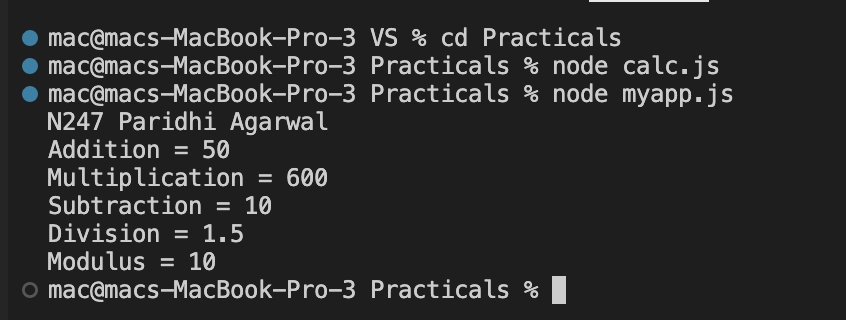 mac@macs-MacBook-Pro-3 VS % cd Practicals
mac@macs-MacBook-Pro-3 Practicals % node calc.js
mac@macs-MacBook-Pro-3 Practicals % node myapp.js
N247 Paridhi Agarwal
Addition = 50
Multiplication = 600
Subtraction = 10
Division = 1.5
Modulus = 10
mac@macs-MacBook-Pro-3 Practicals %